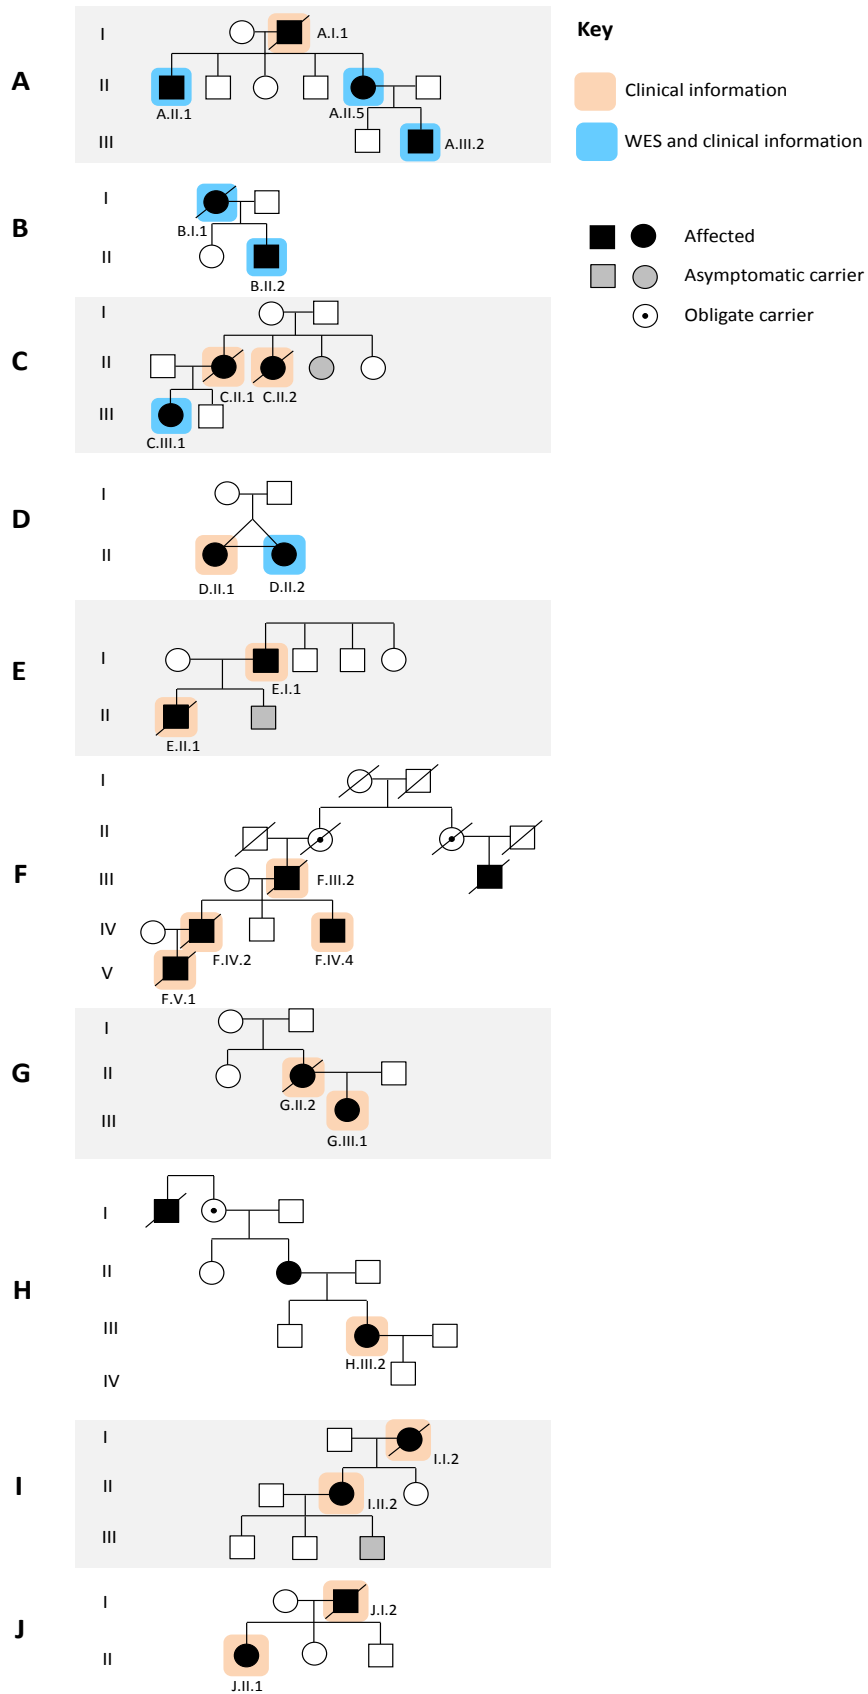 Key
Clinical information
WES and clinical information
Affected
Asymptomatic carrier
Obligate carrier
A
I
A.I.1
II
A.II.1
A.II.5
III
A.III.2
B
I
B.I.1
II
B.II.2
C
I
II
C.II.1
C.II.2
III
C.III.1
D
I
II
D.II.1
D.II.2
E
I
E.I.1
II
E.II.1
F
I
II
III
F.III.2
IV
F.IV.2
F.IV.4
V
F.V.1
G
I
II
G.II.2
III
G.III.1
H
I
II
III
H.III.2
IV
I
I
I.I.2
II
I.II.2
III
J
I
J.I.2
II
J.II.1